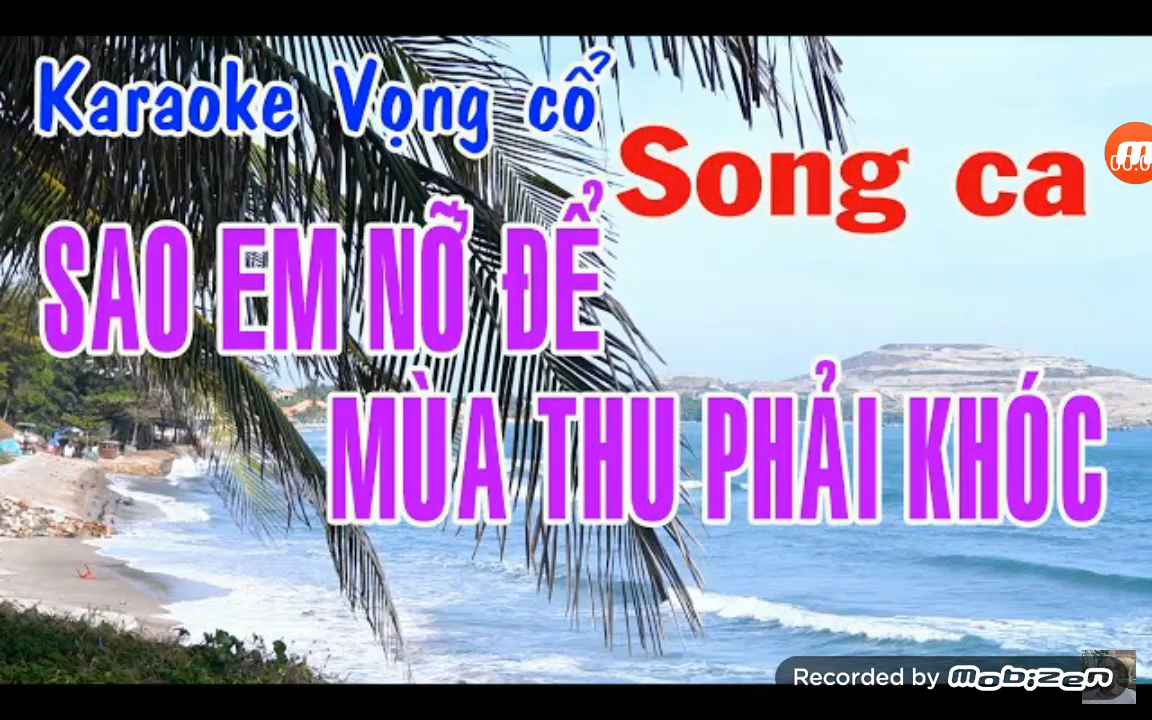 Karaoke Vọng cổ
Song ca
SAO EM NỠ ĐỂ
MÙA THU PHẢI KHÓC
Recorded by Mobizen